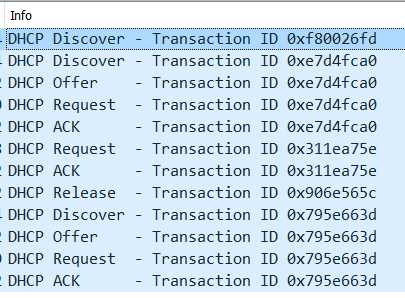 Info
DHCP Discover - Transaction ID 0xf80026fd
DHCP Discover - Transaction ID 0xe7d4fca0
DHCP Offer - Transaction ID 0xe7d4fca0
DHCP Request - Transaction ID 0xe7d4fca0
DHCP ACK - Transaction ID 0xe7d4fca0
DHCP Request - Transaction ID 0x311ea75e
DHCP ACK - Transaction ID 0x311ea75e
DHCP Release - Transaction ID 0x906e565c
DHCP Discover - Transaction ID 0x795e663d
DHCP Offer - Transaction ID 0x795e663d
DHCP Request - Transaction ID 0x795e663d
DHCP ACK - Transaction ID 0x795e663d